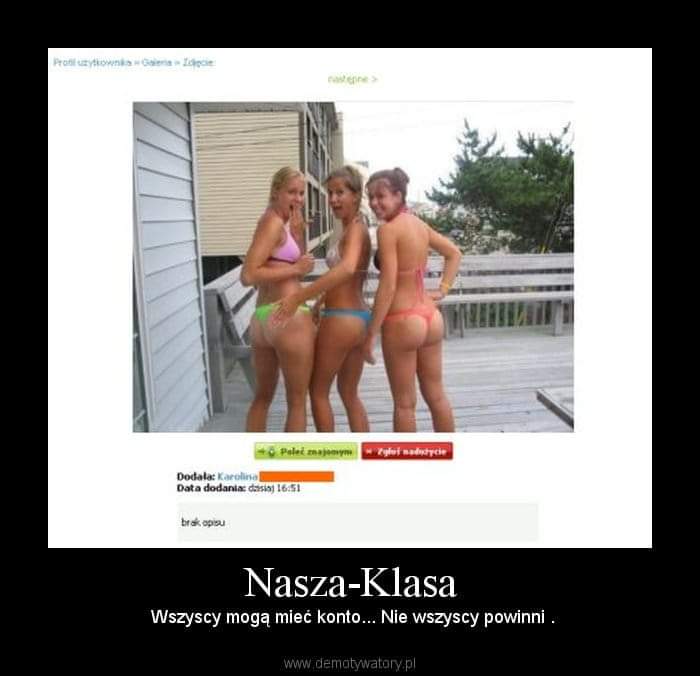 Profil użytkownika » Galeria » Zdjęcie
następne >
Poleć znajomym
Zgłoś nadużycie
Dodała: Karolina
Data dodania: dzisiaj 16:51
brak opisu
Nasza-Klasa
Wszyscy mogą mieć konto... Nie wszyscy powinni .
www.demotywatory.pl